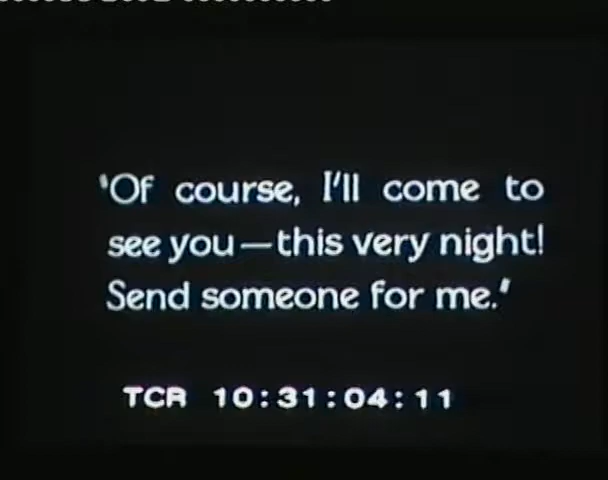 'Of course, I'll come to
see you—this very night!
Send someone for me.'
TCR 10:31:04:11